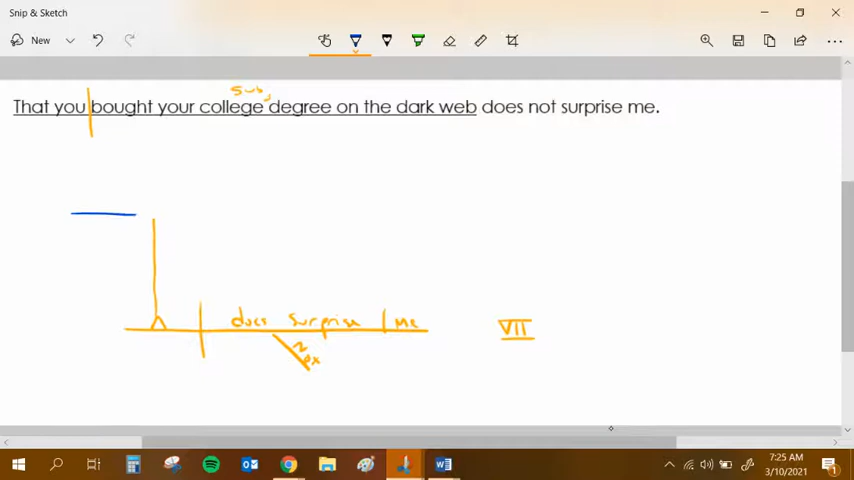 Snip & Sketch
New
sub,
That you bought your college degree on the dark web does not surprise me.
does surprise me
VII
7:25 AM
3/10/2021
1